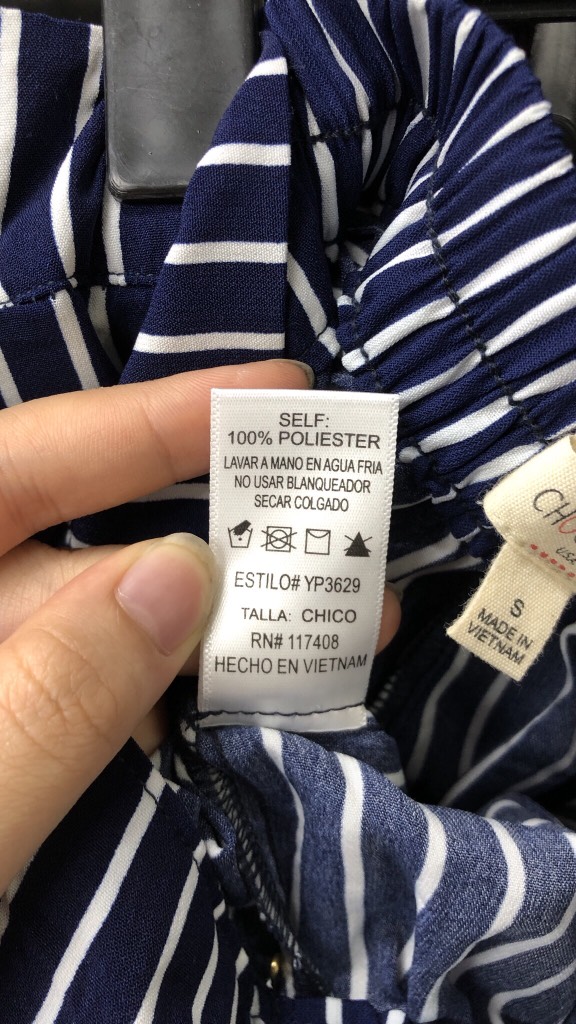 SELF:
100% POLIESTER
LAVAR A MANO EN AGUA FRIA
NO USAR BLANQUEADOR
SECAR COLGADO
ESTILO# YP3629
TALLA: CHICO
RN# 117408
HECHO EN VIETNAM
S
MADE IN
VIETNAM